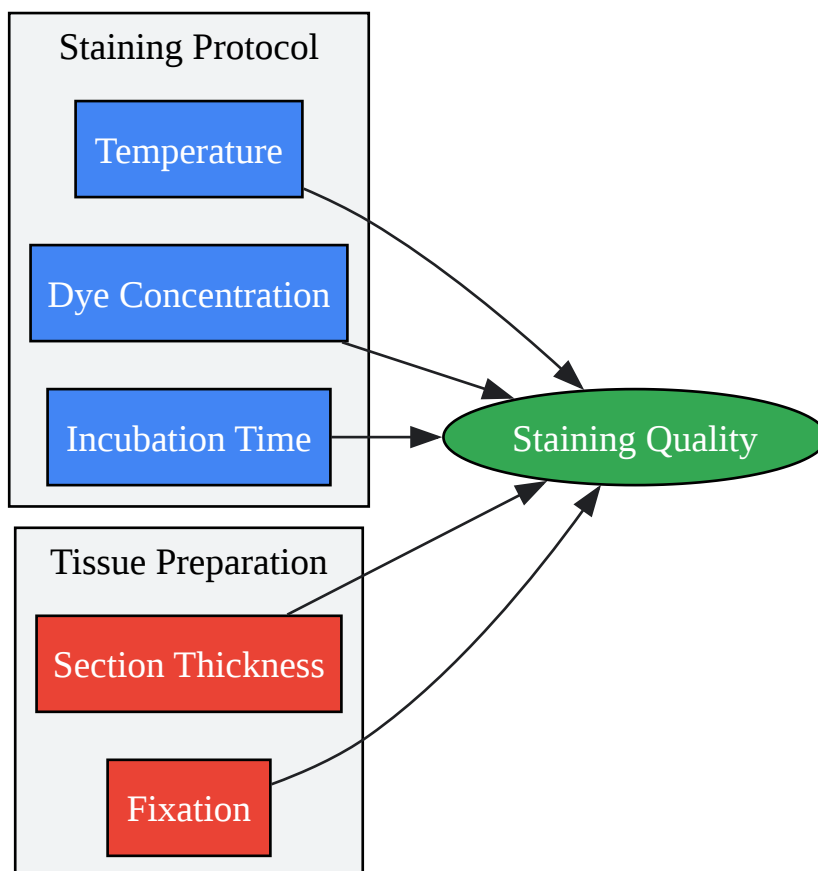 Staining Protocol
Temperature
Dye Concentration
Incubation Time
Staining Quality
Tissue Preparation
Section Thickness
Fixation